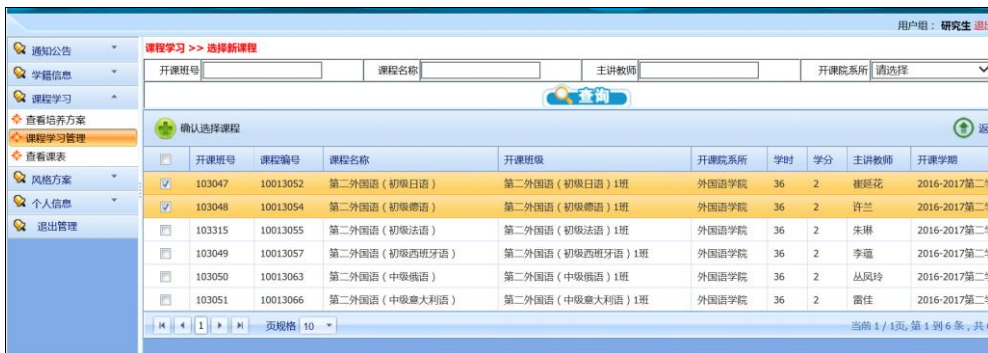 用户组： 研究生 退出
通知公告
学籍信息
课程学习
查看培养方案
课程学习管理
查看课表
风格方案
个人信息
退出管理
课程学习 >> 选择新课程
开课班号 课程名称 主讲教师 开课院系所 请选择
查询
确认选择课程 返
开课班号 课程编号 课程名称 开课班级 开课院系所 学时 学分 主讲教师 开课学期
103047 10013052 第二外国语（初级日语） 第二外国语（初级日语）1班 外国语学院 36 2 崔延花 2016-2017第二学
103048 10013054 第二外国语（初级德语） 第二外国语（初级德语）1班 外国语学院 36 2 许兰 2016-2017第二学
103315 10013055 第二外国语（初级法语） 第二外国语（初级法语）1班 外国语学院 36 2 朱琳 2016-2017第二学
103049 10013057 第二外国语（初级西班牙语） 第二外国语（初级西班牙语）1班 外国语学院 36 2 李蕴 2016-2017第二学
103050 10013063 第二外国语（中级俄语） 第二外国语（中级俄语）1班 外国语学院 36 2 丛凤玲 2016-2017第二学
103051 10013066 第二外国语（中级意大利语） 第二外国语（中级意大利语）1班 外国语学院 36 2 雷佳 2016-2017第二学
1 页规格 10 当前 1 / 1页, 第 1 到 6 条 , 共